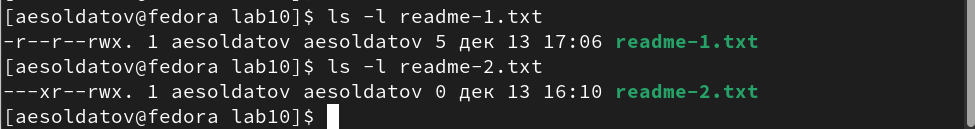 [aesoldatov@fedora lab10]$ ls -l readme-1.txt
-r--r--rwx. 1 aesoldatov aesoldatov 5 дек 13 17:06 readme-1.txt
[aesoldatov@fedora lab10]$ ls -l readme-2.txt
---xr--rwx. 1 aesoldatov aesoldatov 0 дек 13 16:10 readme-2.txt
[aesoldatov@fedora lab10]$